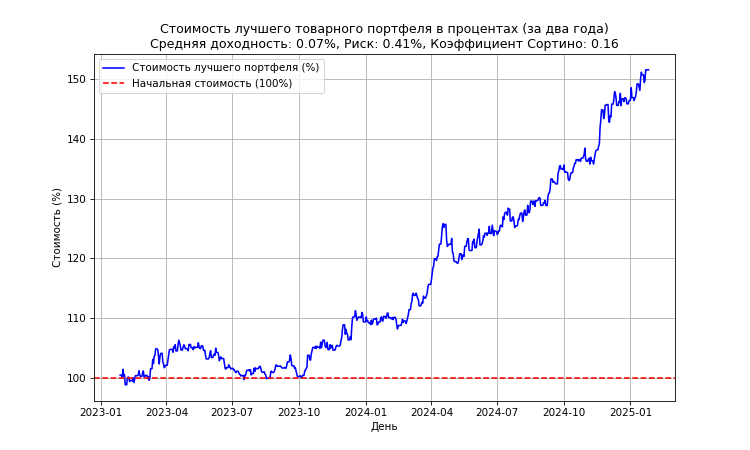 Стоимость лучшего товарного портфеля в процентах (за два года)
Средняя доходность: 0.07%, Риск: 0.41%, Коэффициент Сортино: 0.16
Стоимость лучшего портфеля (%)
Начальная стоимость (100%)
Стоимость (%)
150
140
130
120
110
100
2023-01 2023-04 2023-07 2023-10 2024-01 2024-04 2024-07 2024-10 2025-01
День